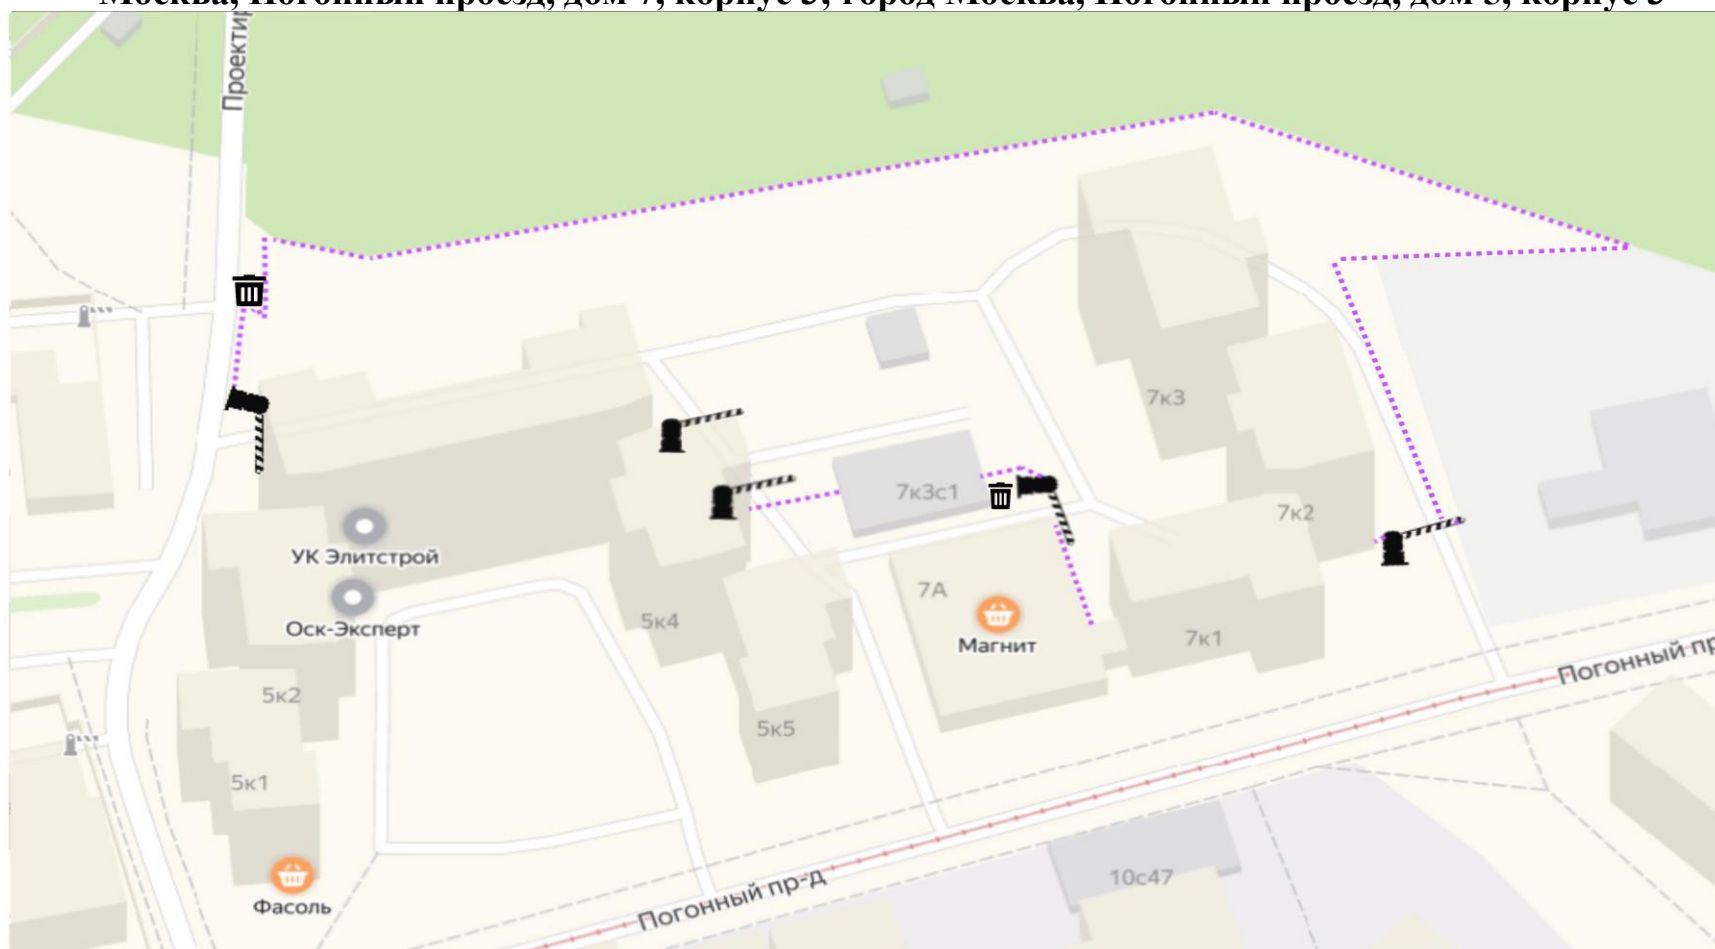 Москва, Погонный проезд, дом 7, корпус 3; город Москва, Погонный проезд, дом 5, корпус 5
Проектир
7к3
7к3с1
7к2
УК Элитстрой
7А
Оск-Эксперт
5к4
Магнит
7к1
Погонный пр
5к2
5к5
5к1
10с47
Погонный пр-д
Фасоль